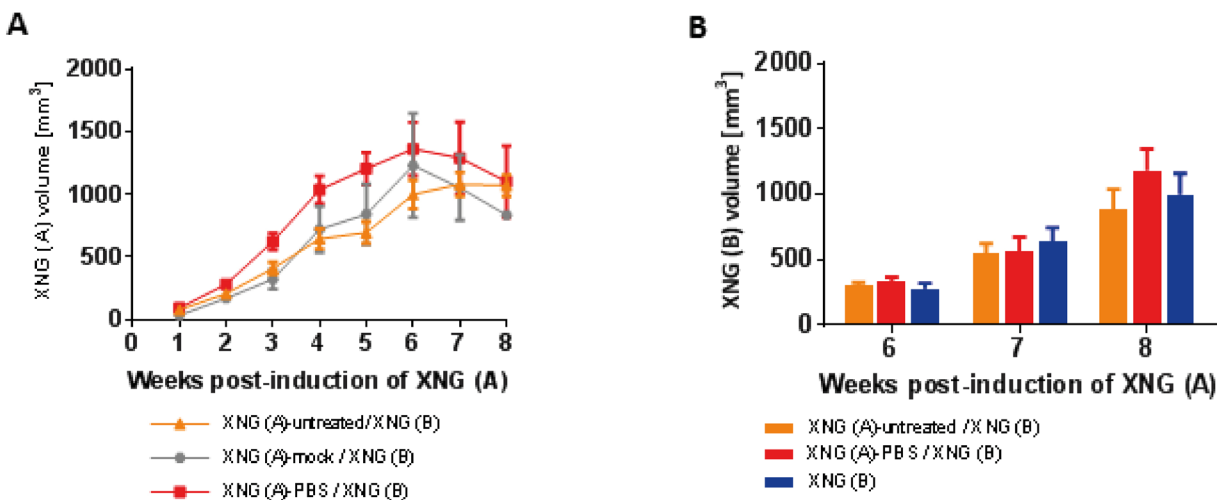 A
XNG (A) volume [mm³]
2000
1500
1000
500
0
0 1 2 3 4 5 6 7 8
Weeks post-induction of XNG (A)
XNG (A)-untreated/XNG (B)
XNG (A)-mock / XNG (B)
XNG (A)-PBS / XNG (B)
B
XNG (B) volume [mm³]
2000
1500
1000
500
0
6 7 8
Weeks post-induction of XNG (A)
XNG (A)-untreated /XNG (B)
XNG (A)-PBS / XNG (B)
XNG (B)